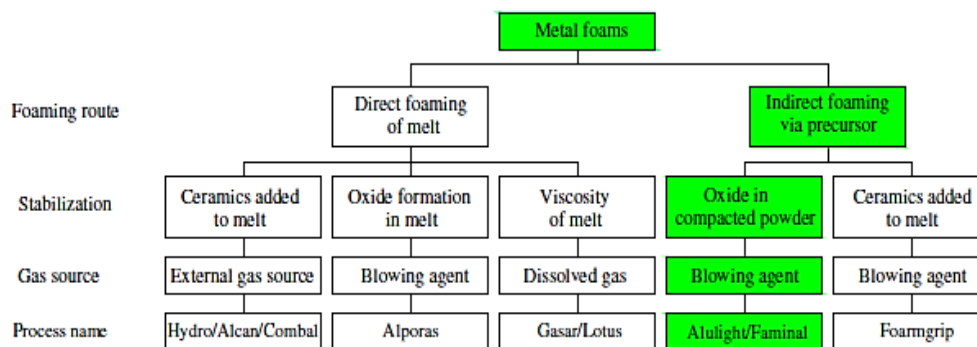 Metal foams
Foaming route
Direct foaming
of melt
Indirect foaming
via precursor
Stabilization
Ceramics added
to melt
Oxide formation
in melt
Viscosity
of melt
Oxide in
compacted powder
Ceramics added
to melt
Gas source
External gas source
Blowing agent
Dissolved gas
Blowing agent
Blowing agent
Process name
Hydro/Alcan/Combal
Alporas
Gasar/Lotus
Alulight/Faminal
Foarmgrip